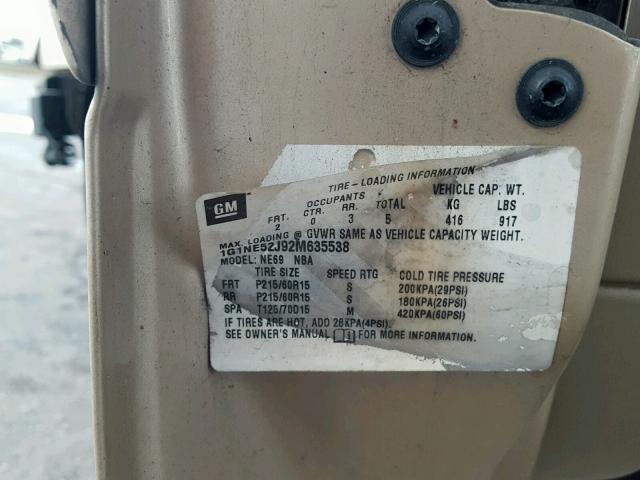 TIRE-LOADING INFORMATION
OCCUPANTS VEHICLE CAP. WT.
GM FRT. CTR. RR. TOTAL KG LBS
2 0 3 5 416 917
MAX. LOADING @ GVWR SAME AS VEHICLE CAPACITY WEIGHT.
1G1NE52J92M635538
MODEL: NE69 NBA
TIRE SIZE SPEED RTG COLD TIRE PRESSURE
FRT P215/60R15 S 200KPA(29PSI)
RR P215/60R15 S 180KPA(26PSI)
SPA T125/70D15 M 420KPA(60PSI)
IF TIRES ARE HOT, ADD 28KPA(4PSI).
SEE OWNER'S MANUAL FOR MORE INFORMATION.